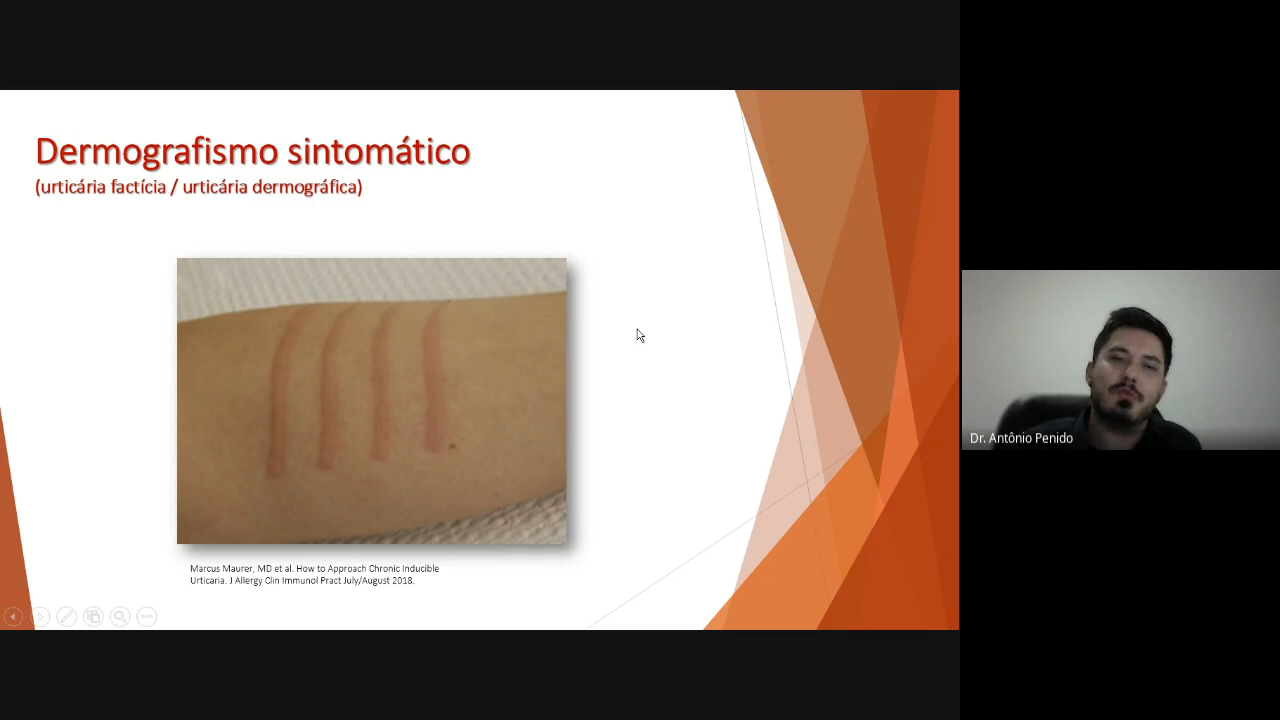 Dermografismo sintomático
(urticária factícia / urticária dermográfica)
Marcus Maurer, MD et al. How to Approach Chronic Inducible
Urticaria. J Allergy Clin Immunol Pract July/August 2018.
Dr. Antônio Penido